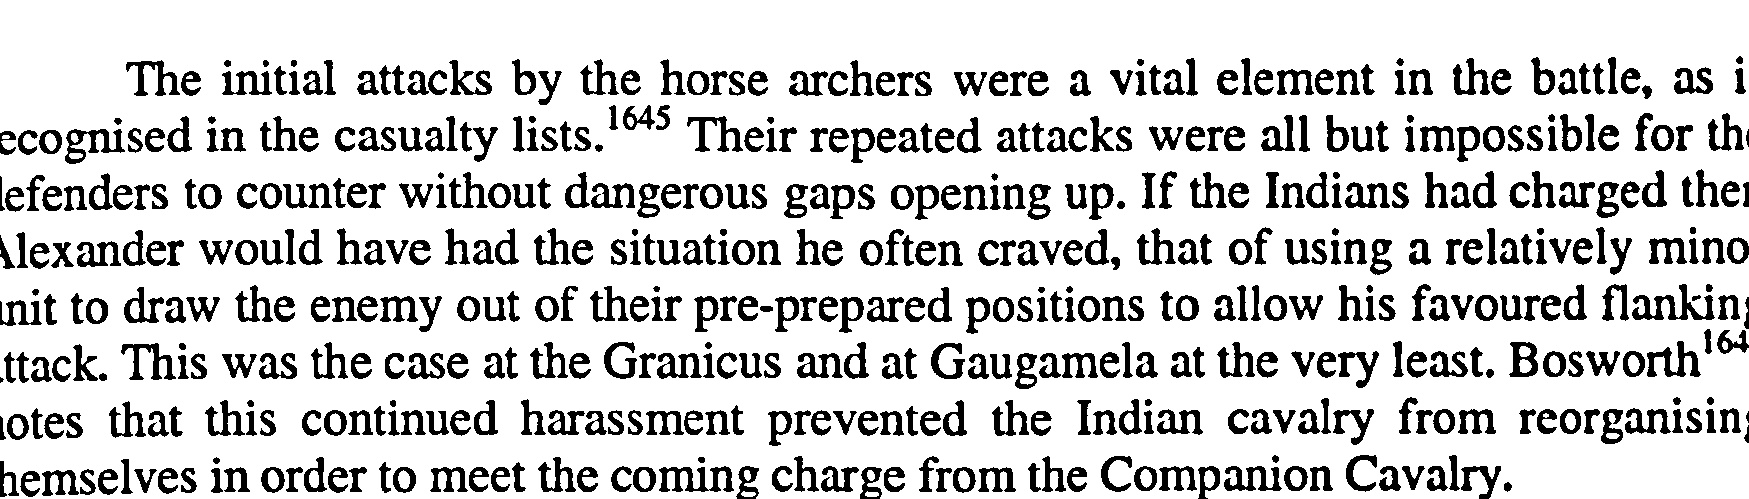 The initial attacks by the horse archers were a vital element in the battle, as i
ecognised in the casualty lists.1645 Their repeated attacks were all but impossible for the
lefenders to counter without dangerous gaps opening up. If the Indians had charged then
Alexander would have had the situation he often craved, that of using a relatively mino
unit to draw the enemy out of their pre-prepared positions to allow his favoured flanking
ttack. This was the case at the Granicus and at Gaugamela at the very least. Bosworth164
notes that this continued harassment prevented the Indian cavalry from reorganising
hemselves in order to meet the coming charge from the Companion Cavalry.